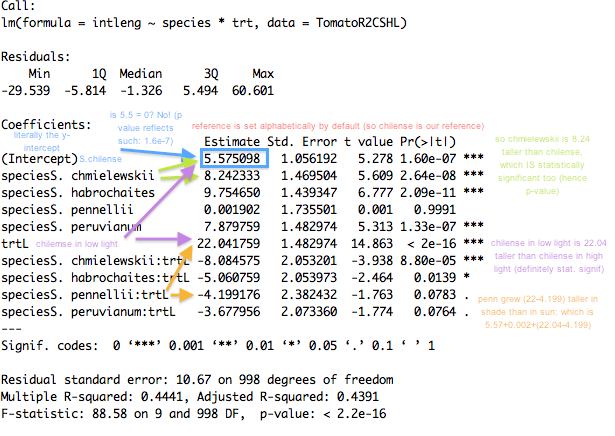 Call:
lm(formula = intleng ~ species * trt, data = TomatoR2CSHL)
Residuals:
Min 1Q Median 3Q Max
-29.539 -5.814 -1.326 5.494 60.601
is 5.5 = 0? No! (p
value reflects
such: 1.6e-7)
literally the y-
intercept
reference is set alphabetically by default (so chilense is our reference)
Coefficients:
Estimate Std. Error t value Pr(>|t|)
(Intercept) S.chilense 5.575098 1.056192 5.278 1.60e-07 ***
speciesS. chmielewskii 8.242333 1.469504 5.609 2.64e-08 ***
speciesS. habrochaites 9.754650 1.439347 6.777 2.09e-11 ***
speciesS. pennellii 0.001902 1.735501 0.001 0.9991
speciesS. peruvianum 7.879759 1.482974 5.313 1.33e-07 ***
trtL chilense in low light 22.041759 1.482974 14.863 < 2e-16 ***
speciesS. chmielewskii:trtL -8.084575 2.053201 -3.938 8.80e-05 ***
speciesS. habrochaites:trtL -5.060759 2.053973 -2.464 0.0139 *
speciesS. pennellii:trtL -4.199176 2.382432 -1.763 0.0783 .
speciesS. peruvianum:trtL -3.677956 2.073360 -1.774 0.0764 .
so chmielewskii is 8.24
taller than chilense,
which IS statistically
significant too (hence
p-value)
chilense in low light is 22.04
taller than chilense in high
light (definitely stat. signif)
penn grew (22-4.199) taller in
shade than in sun: which is
5.57+0.002+(22.04-4.199)
---
Signif. codes: 0 ‘***’ 0.001 ‘**’ 0.01 ‘*’ 0.05 ‘.’ 0.1 ‘ ’ 1
Residual standard error: 10.67 on 998 degrees of freedom
Multiple R-squared: 0.4441, Adjusted R-squared: 0.4391
F-statistic: 88.58 on 9 and 998 DF, p-value: < 2.2e-16